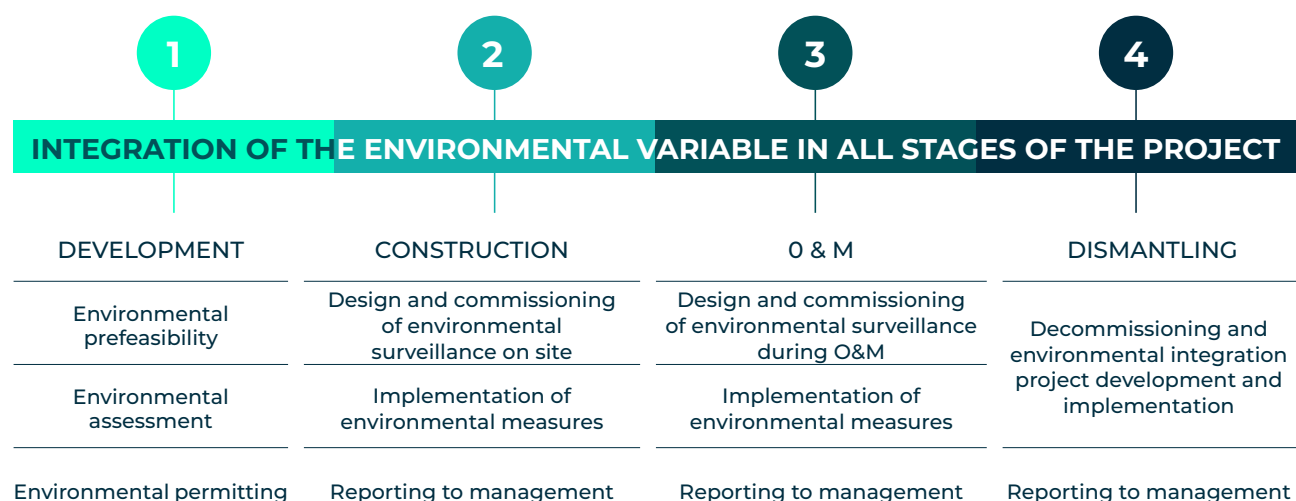 1
2
3
4
INTEGRATION OF THE ENVIRONMENTAL VARIABLE IN ALL STAGES OF THE PROJECT
DEVELOPMENT
Environmental
prefeasibility
Environmental
assessment
Environmental permitting
CONSTRUCTION
Design and commissioning
of environmental
surveillance on site
Implementation of
environmental measures
Reporting to management
0 & M
Design and commissioning
of environmental surveillance
during O&M
Implementation of
environmental measures
Reporting to management
DISMANTLING
Decommissioning and
environmental integration
project development and
implementation
Reporting to management